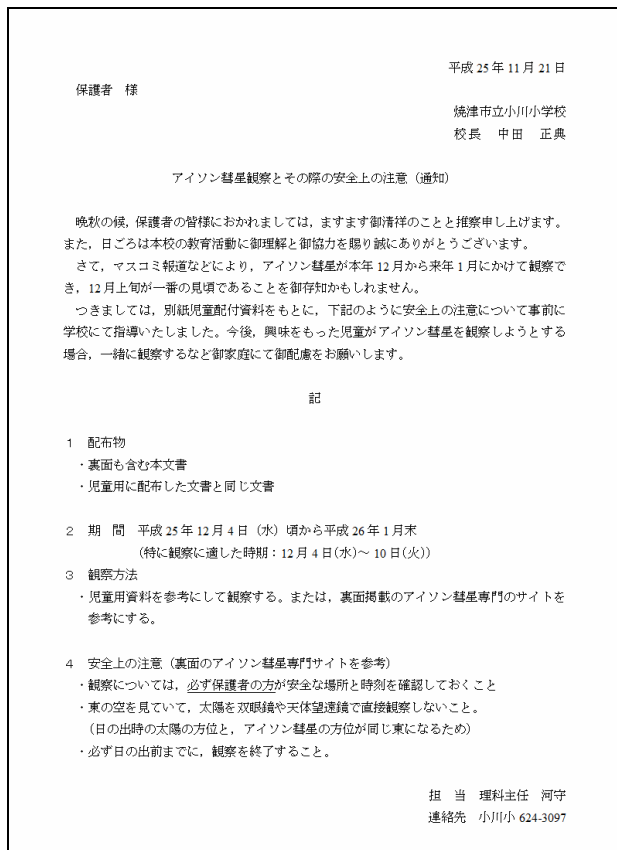 平成 25 年 11 月 21 日
保護者　様
焼津市立小川小学校
校長　中田　正典
アイソン彗星観察とその際の安全上の注意（通知）
晩秋の候，保護者の皆様におかれましては，ますます御清祥のことと推察申し上げます。
また，日ごろは本校の教育活動に御理解と御協力を賜り誠にありがとうございます。
さて，マスコミ報道などにより，アイソン彗星が本年 12 月から来年 1 月にかけて観察で
き，12 月上旬が一番の見頃であることを御存知かもしれません。
つきましては，別紙児童配付資料をもとに，下記のように安全上の注意について事前に
学校にて指導いたしました。今後，興味をもった児童がアイソン彗星を観察しようとする
場合，一緒に観察するなど御家庭にて御配慮をお願いします。
記
１　配布物
・裏面も含む本文書
・児童用に配布した文書と同じ文書
２　期　間　平成 25 年 12 月 4 日（水）頃から平成 26 年 1 月末
（特に観察に適した時期：12 月 4 日(水)～ 10 日(火)）
３　観察方法
・児童用資料を参考にして観察する。または，裏面掲載のアイソン彗星専門のサイトを
参考にする。
４　安全上の注意（裏面のアイソン彗星専門サイトを参考）
・観察については，必ず保護者の方が安全な場所と時刻を確認しておくこと
・東の空を見ていて，太陽を双眼鏡や天体望遠鏡で直接観察しないこと。
（日の出時の太陽の方位と，アイソン彗星の方位が同じ東になるため）
・必ず日の出前までに，観察を終了すること。
担　当　理科主任　河守
連絡先　小川小 624-3097